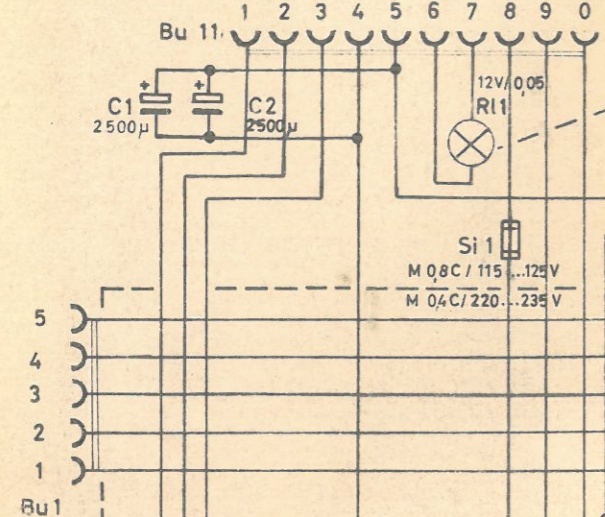 1 2 3 4 5 6 7 8 9 0
Bu 11
12V/0,05
Rl1
C1
2500µ
C2
2500µ
Si 1
M 0,8C / 115...125V
M 0,4C / 220...235V
5
4
3
2
1
Bu1